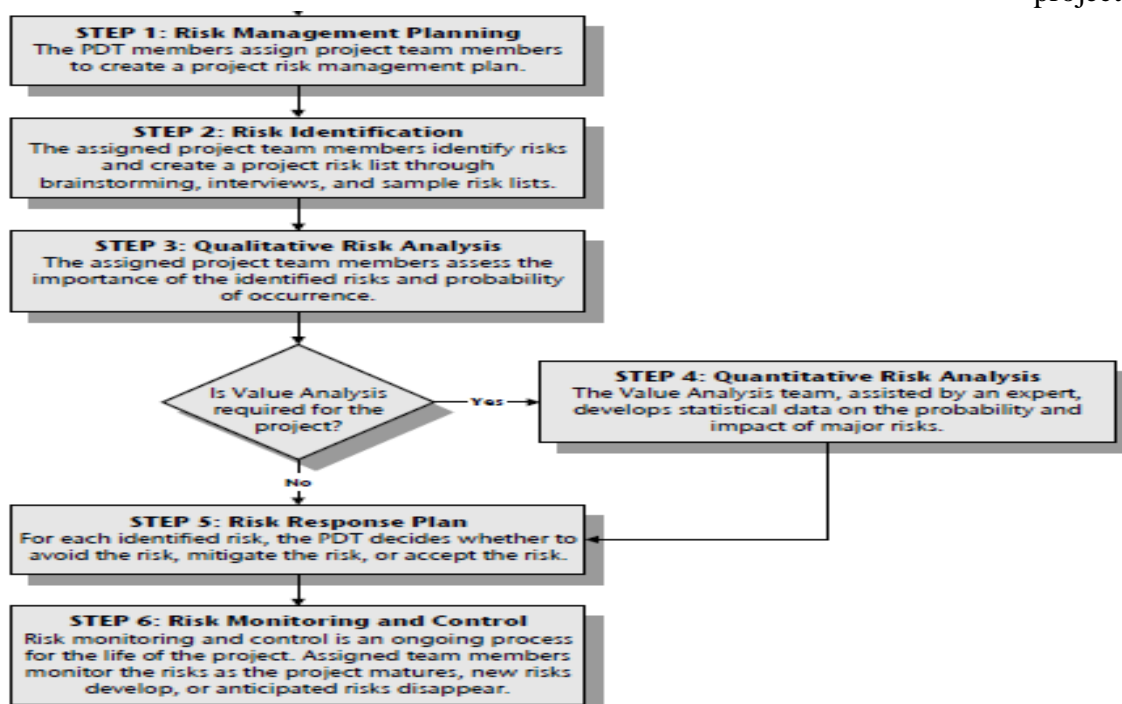 project
STEP 1: Risk Management Planning
The PDT members assign project team members
to create a project risk management plan.
STEP 2: Risk Identification
The assigned project team members identify risks
and create a project risk list through
brainstorming, interviews, and sample risk lists.
STEP 3: Qualitative Risk Analysis
The assigned project team members assess the
importance of the identified risks and probability
of occurrence.
Is Value Analysis
required for the
project?
Yes
STEP 4: Quantitative Risk Analysis
The Value Analysis team, assisted by an expert,
develops statistical data on the probability and
impact of major risks.
No
STEP 5: Risk Response Plan
For each identified risk, the PDT decides whether to
avoid the risk, mitigate the risk, or accept the risk.
STEP 6: Risk Monitoring and Control
Risk monitoring and control is an ongoing process
for the life of the project. Assigned team members
monitor the risks as the project matures, new risks
develop, or anticipated risks disappear.